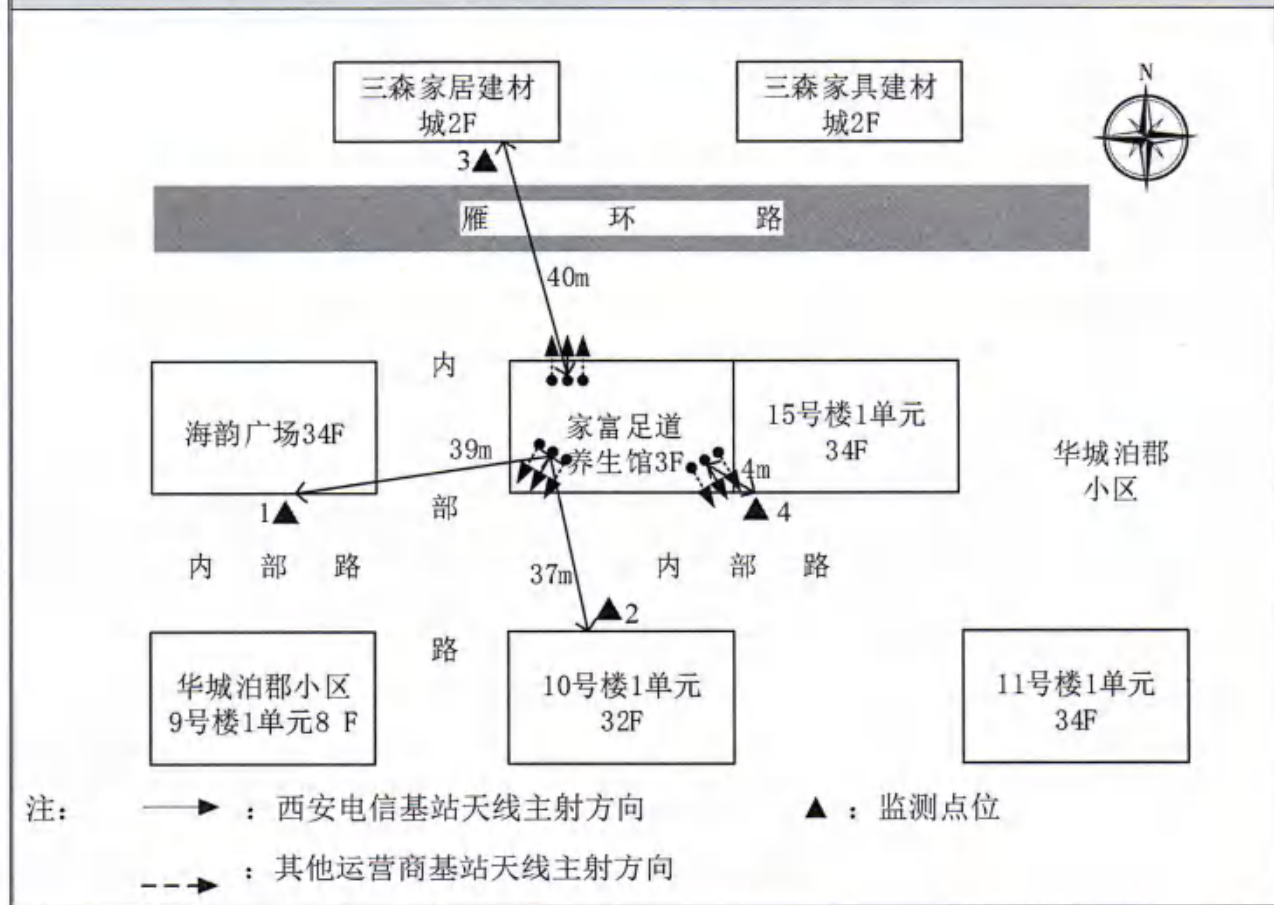 三森家居建材
城2F
三森家具建材
城2F
N
3
雁 环 路
40m
内
海韵广场34F
家富足道
养生馆3F
15号楼1单元
34F
华城泊郡
小区
39m
4m
部
1
4
内 部 路
37m
内 部 路
2
路
华城泊郡小区
9号楼1单元8 F
10号楼1单元
32F
11号楼1单元
34F
注：
：西安电信基站天线主射方向
：监测点位
：其他运营商基站天线主射方向